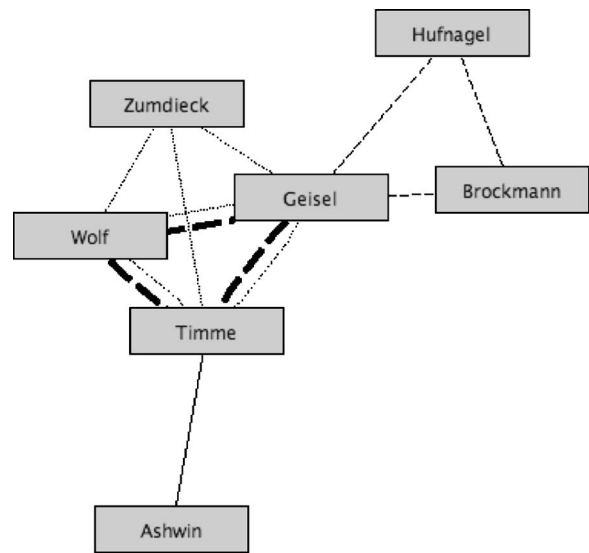 Hufnagel
Zumdieck
Geisel
Brockmann
Wolf
Timme
Ashwin